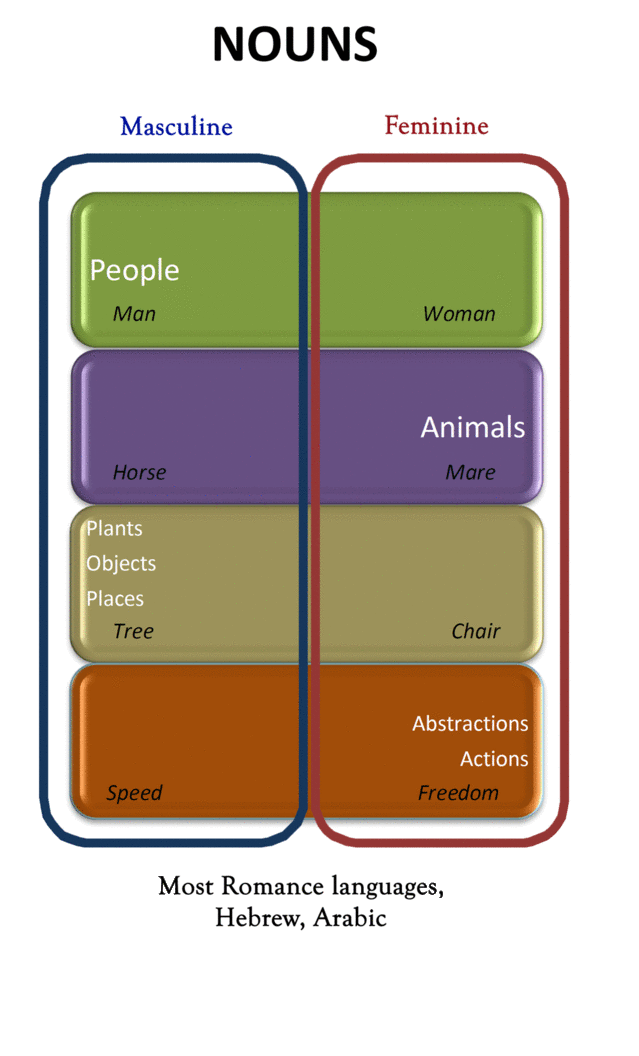 NOUNS
Masculine
Feminine
People
Man
Woman
Animals
Horse
Mare
Plants
Objects
Places
Tree
Chair
Abstractions
Actions
Speed
Freedom
Most Romance languages,
Hebrew, Arabic